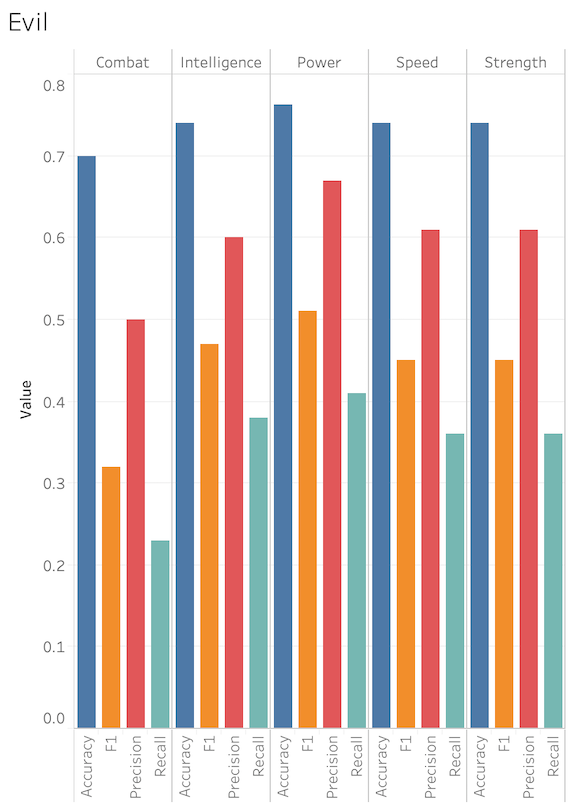 Evil
Combat Intelligence Power Speed Strength
0.8
0.7
0.6
0.5
0.4
0.3
0.2
0.1
0.0
Value
Accuracy F1 Precision Recall Accuracy F1 Precision Recall Accuracy F1 Precision Recall Accuracy F1 Precision Recall Accuracy F1 Precision Recall